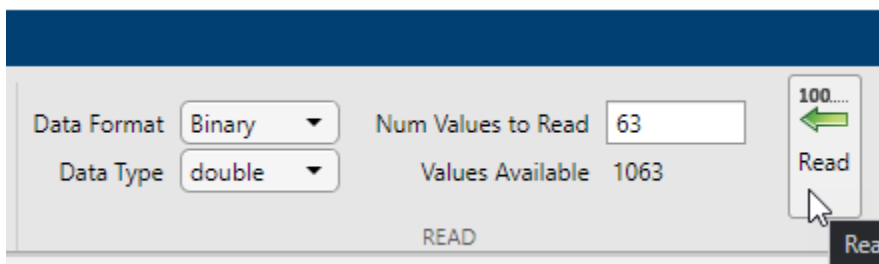 Data Format Binary Num Values to Read 63
Data Type double Values Available 1063
100....
Read
READ
Rea